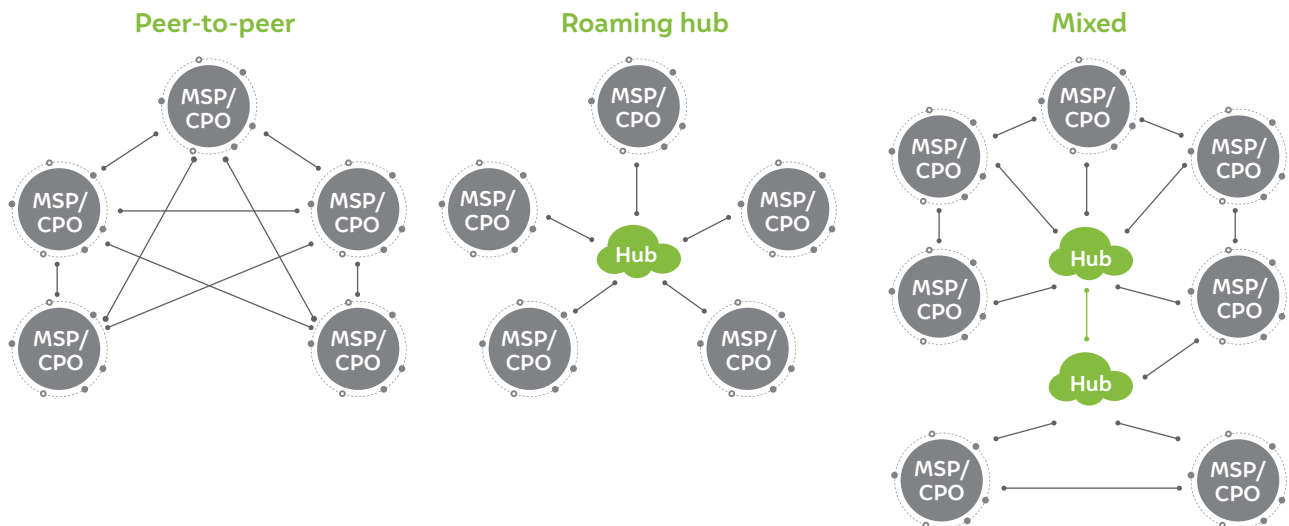 Peer-to-peer
MSP/
CPO
MSP/
CPO
MSP/
CPO
MSP/
CPO
MSP/
CPO
Roaming hub
MSP/
CPO
MSP/
CPO
MSP/
CPO
Hub
MSP/
CPO
MSP/
CPO
Mixed
MSP/
CPO
MSP/
CPO
MSP/
CPO
Hub
MSP/
CPO
MSP/
CPO
Hub
MSP/
CPO
MSP/
CPO